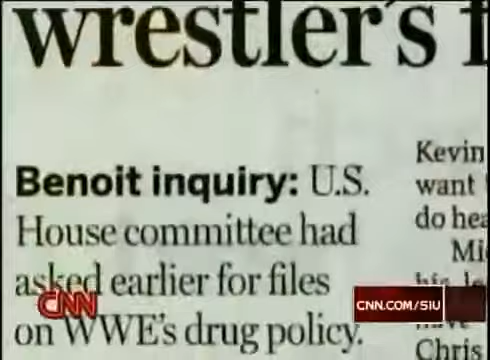 wrestler's f
Benoit inquiry: U.S.
House committee had
asked earlier for files
on WWE's drug policy.
Kevin
want
do hea
Mi
Chris
CNN
CNN.COM/SIU